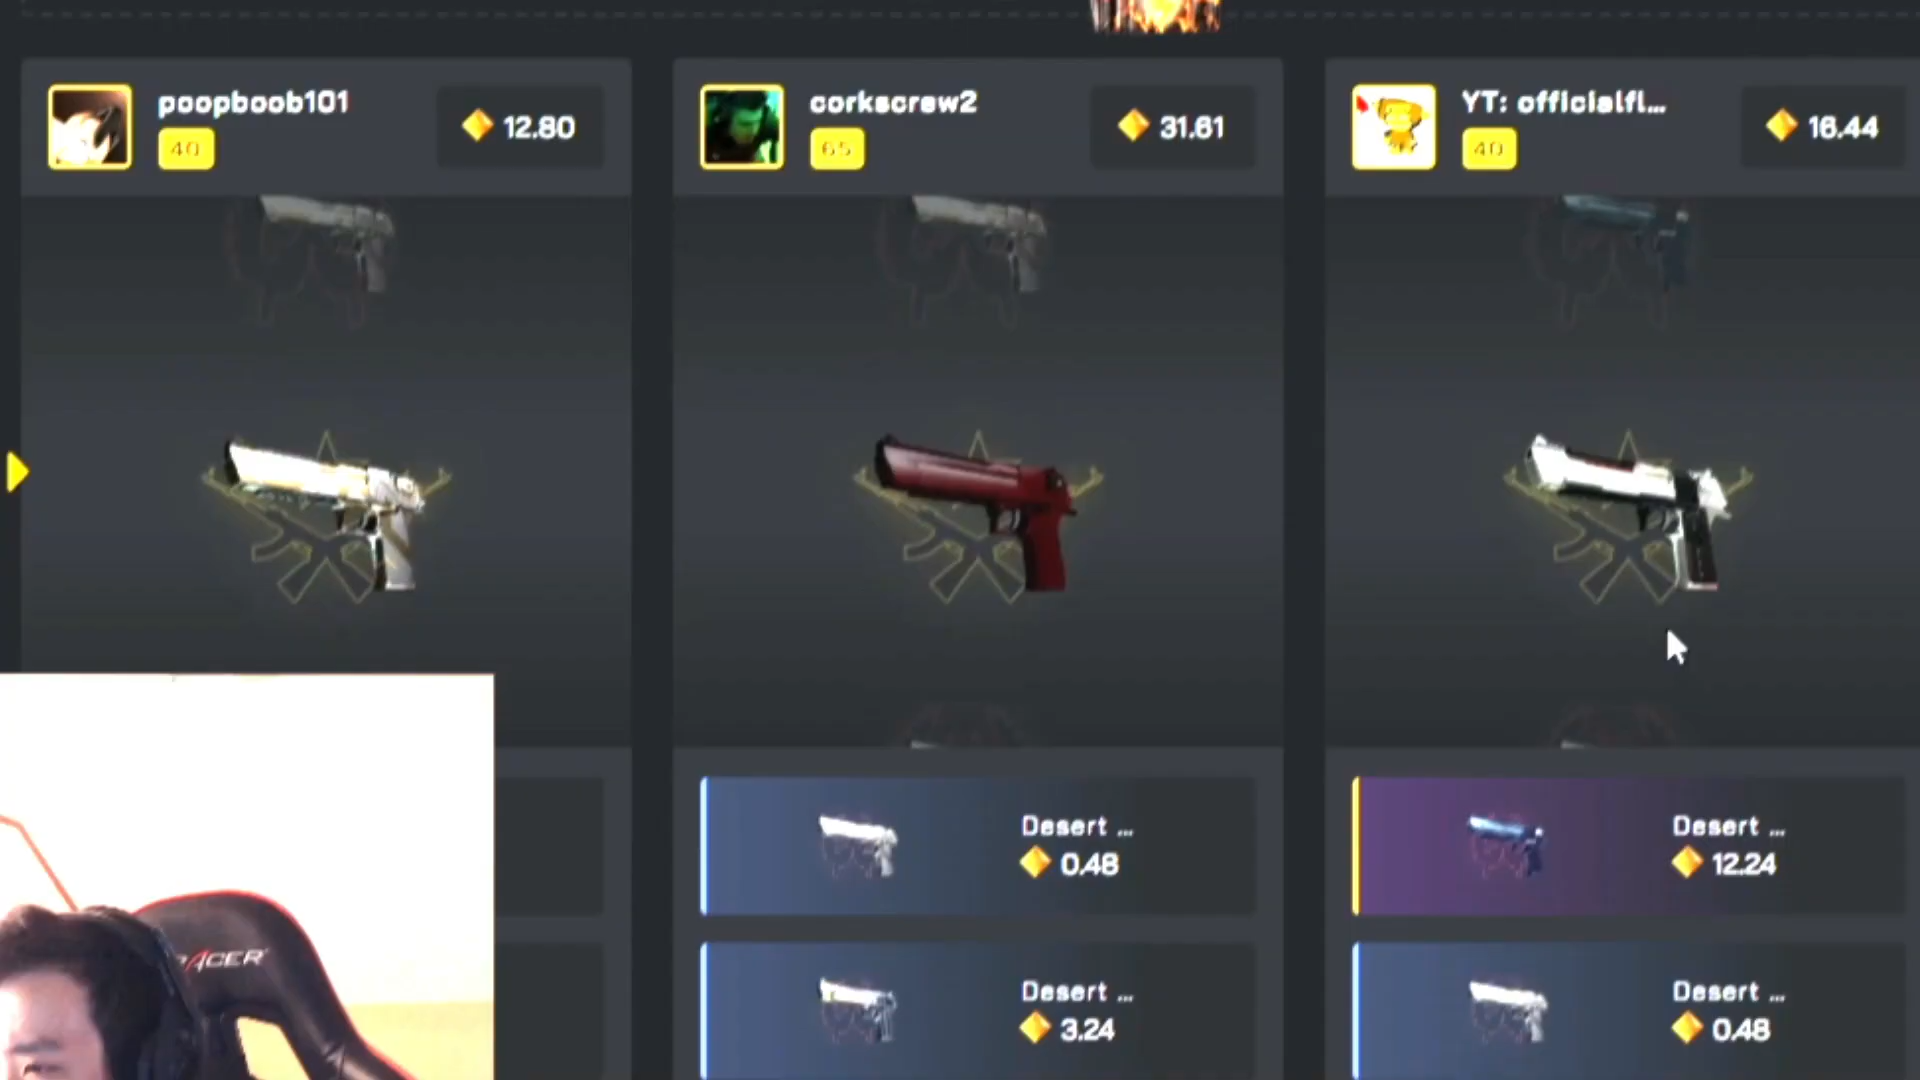 poopboob101
40
12.80
corkscrew2
65
31.61
YT: officialfl...
40
16.44
Desert ...
0.48
Desert ...
12.24
Desert ...
3.24
Desert ...
0.48
PACER